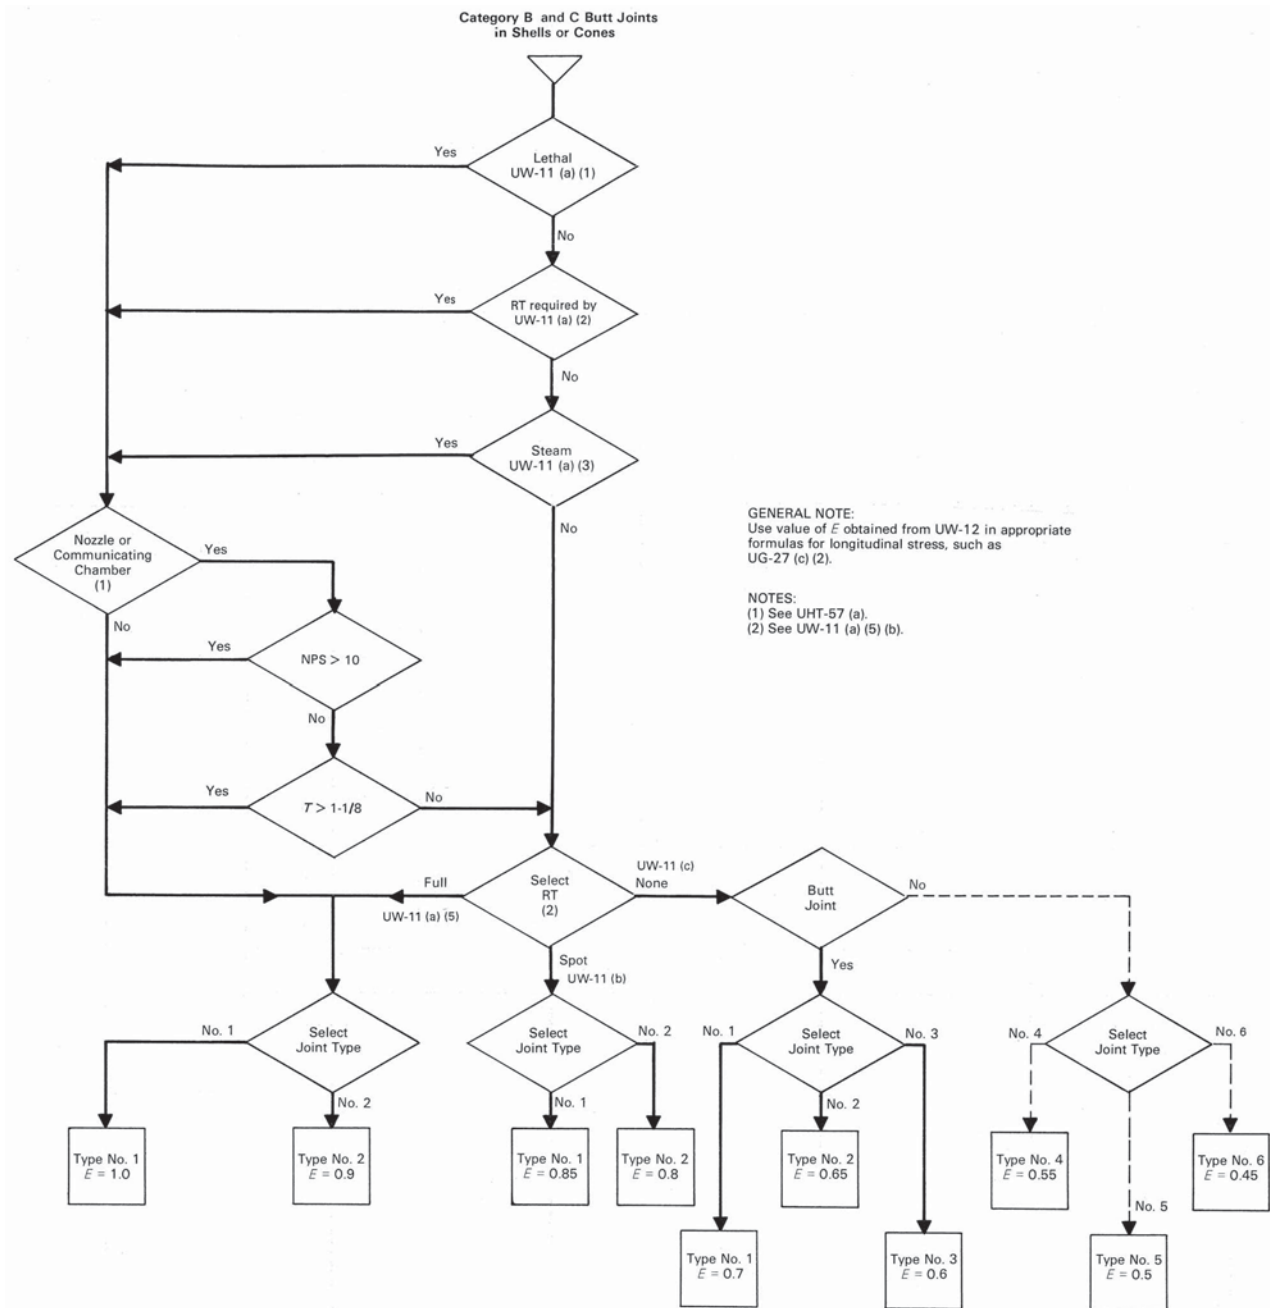 Category B and C Butt Joints
in Shells or Cones
Yes
Lethal
UW-11 (a) (1)
No
Yes
RT required by
UW-11 (a) (2)
No
Yes
Steam
UW-11 (a) (3)
No
GENERAL NOTE:
Use value of E obtained from UW-12 in appropriate
formulas for longitudinal stress, such as
UG-27 (c) (2).
NOTES:
(1) See UHT-57 (a).
(2) See UW-11 (a) (5) (b).
Nozzle or
Communicating
Chamber
(1)
Yes
No
Yes
NPS > 10
No
Yes
T > 1-1/8
No
Full
UW-11 (a) (5)
Select
RT
(2)
UW-11 (c)
None
Butt
Joint
No
Spot
UW-11 (b)
Yes
No. 1
Select
Joint Type
No. 2
Select
Joint Type
No. 2
No. 1
No. 1
Select
Joint Type
No. 3
No. 2
No. 4
Select
Joint Type
No. 6
No. 5
Type No. 1
E = 1.0
Type No. 2
E = 0.9
Type No. 1
E = 0.85
Type No. 2
E = 0.8
Type No. 2
E = 0.65
Type No. 4
E = 0.55
Type No. 6
E = 0.45
Type No. 1
E = 0.7
Type No. 3
E = 0.6
Type No. 5
E = 0.5